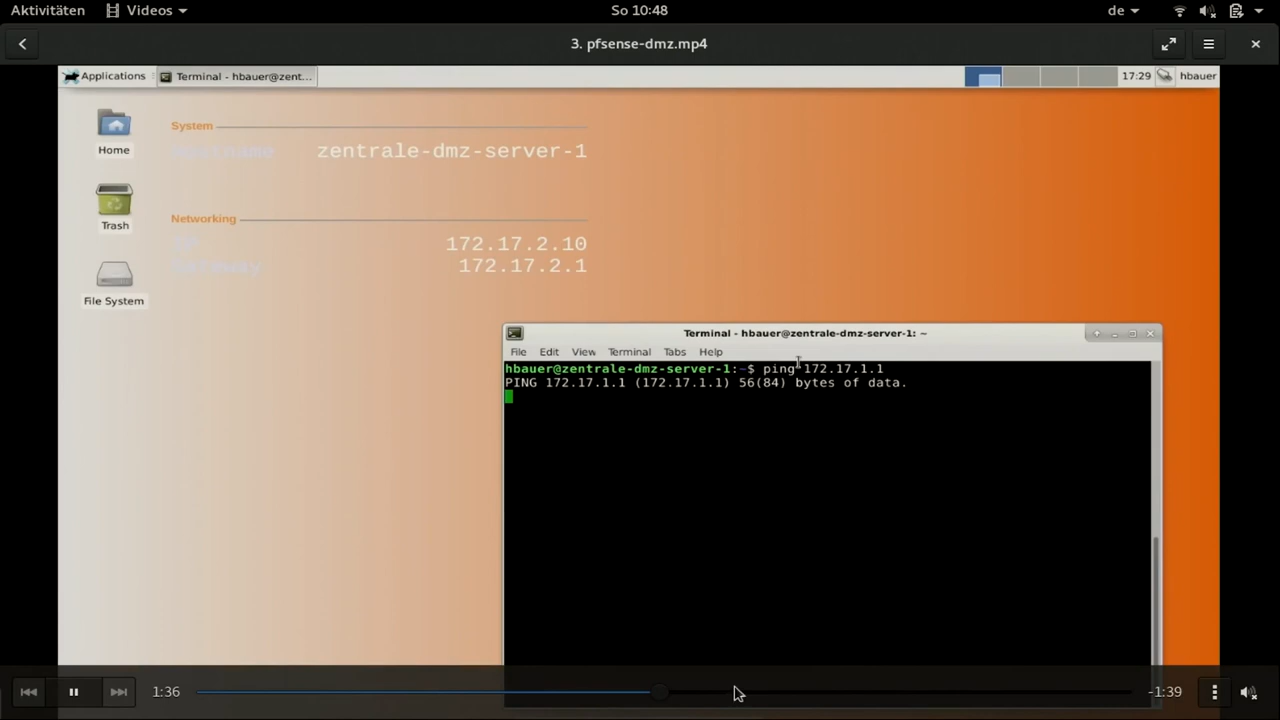 Aktivitäten Videos So 10:48 de
3. pfsense-dmz.mp4
Applications Terminal - hbauer@zent... 17:29 hbauer
Home
Trash
File System
System
Hostname zentrale-dmz-server-1
Networking
IP 172.17.2.10
Gateway 172.17.2.1
Terminal - hbauer@zentrale-dmz-server-1: ~
File Edit View Terminal Tabs Help
hbauer@zentrale-dmz-server-1:~$ ping 172.17.1.1
PING 172.17.1.1 (172.17.1.1) 56(84) bytes of data.
1:36 -1:39